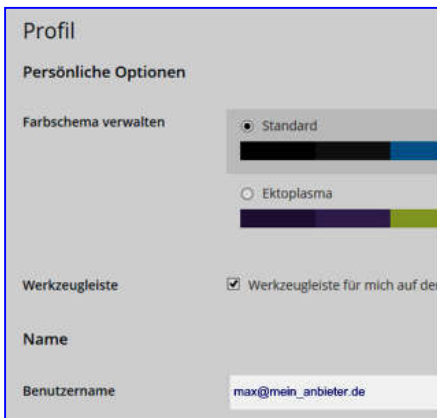 Profil
Persönliche Optionen
Farbschema verwalten
Standard
Ektoplasma
Werkzeugleiste
Werkzeugleiste für mich auf der
Name
Benutzername
max@mein_anbieter.de